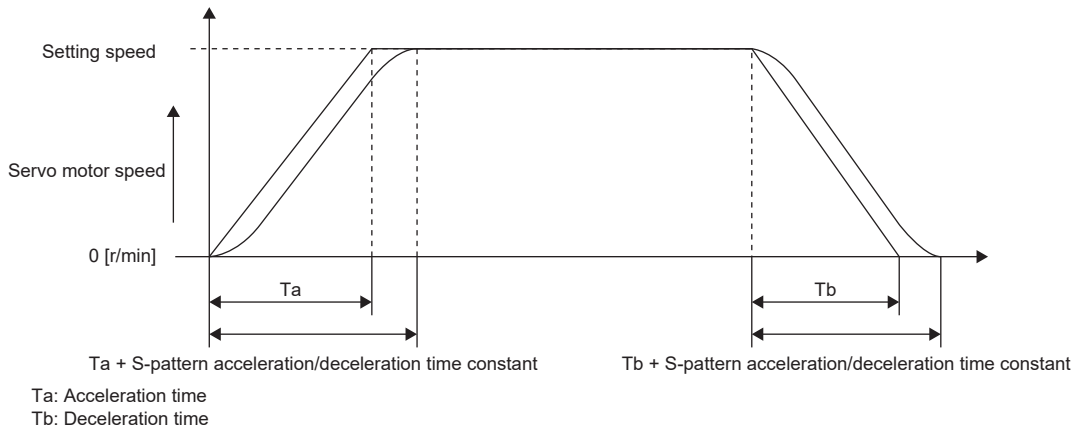 Setting speed
Servo motor speed
0 [r/min]
Ta
Tb
Ta + S-pattern acceleration/deceleration time constant
Tb + S-pattern acceleration/deceleration time constant
Ta: Acceleration time
Tb: Deceleration time